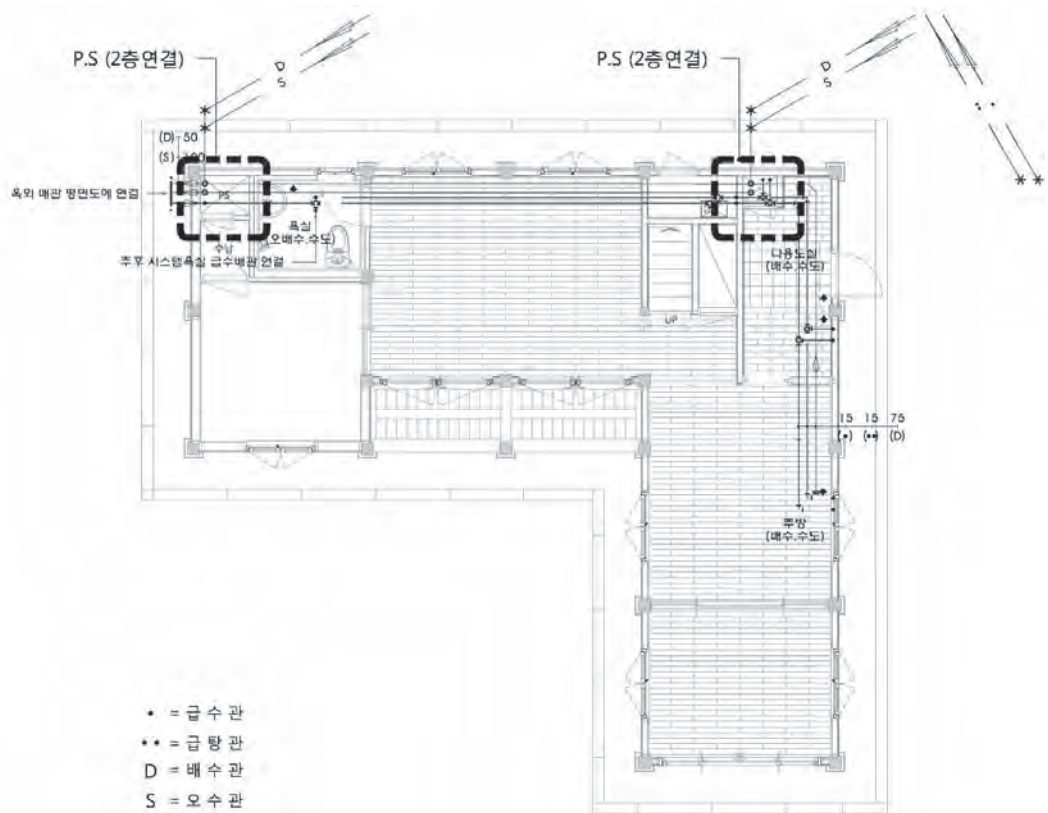 P.S (2층연결)
P.S (2층연결)
D
S
D
S
(D)-50
(S)-100
옥외 배관 평면도에 연결
PS
욕실
(오배수.수도)
수납
추후 시스템욕실 급수배관 연결
다용도실
(배수.수도)
UP
15 15 75
(•) (••) (D)
주방
(배수.수도)
• = 급 수 관
•• = 급 탕 관
D = 배 수 관
S = 오 수 관